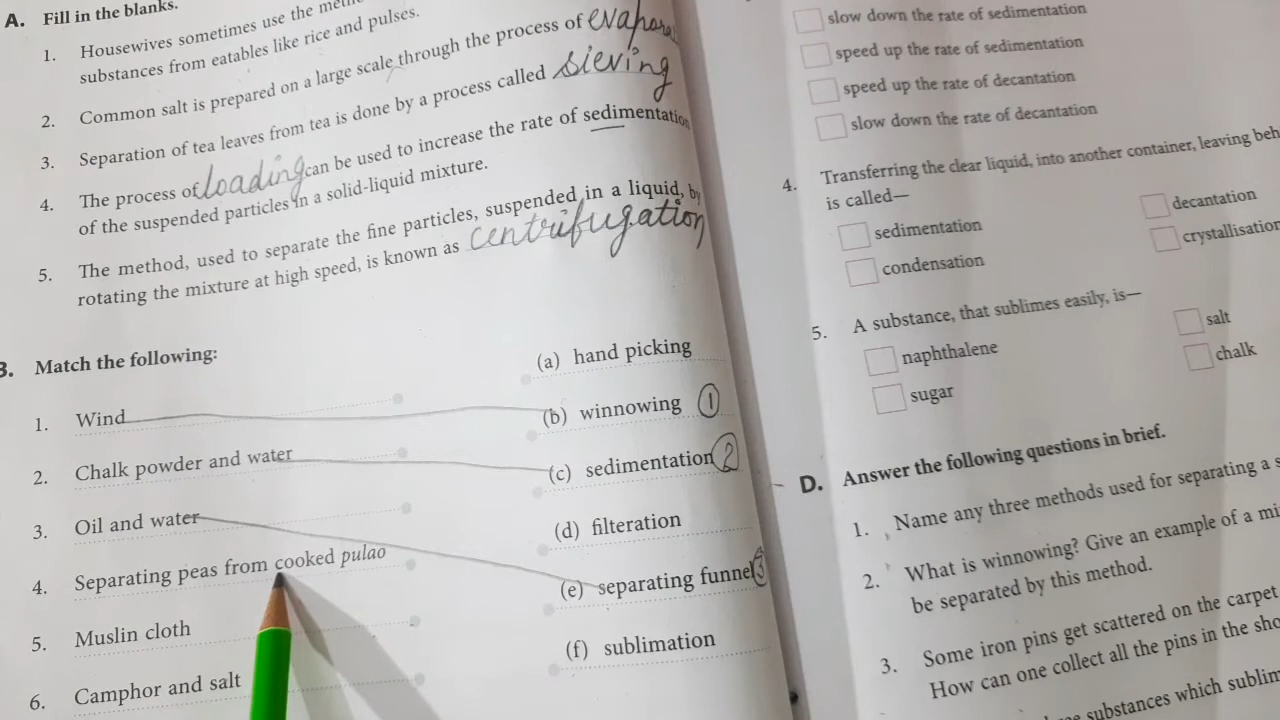 A. Fill in the blanks.
1. Housewives sometimes use the
substances from eatables like rice and pulses.
2. Common salt is prepared on a large scale through the process of evapora
3. Separation of tea leaves from tea is done by a process called sieving
4. The process of loading can be used to increase the rate of sedimentation
of the suspended particles in a solid-liquid mixture.
5. The method, used to separate the fine particles, suspended in a liquid, by
rotating the mixture at high speed, is known as centrifugation
B. Match the following:
1. Wind
(a) hand picking
2. Chalk powder and water
(b) winnowing 1
3. Oil and water
(c) sedimentation 2
4. Separating peas from cooked pulao
(d) filteration
5. Muslin cloth
(e) separating funnel 3
6. Camphor and salt
(f) sublimation
slow down the rate of sedimentation
speed up the rate of sedimentation
speed up the rate of decantation
slow down the rate of decantation
4. Transferring the clear liquid, into another container, leaving beh
is called—
sedimentation decantation
condensation crystallisation
5. A substance, that sublimes easily, is—
naphthalene salt
sugar chalk
D. Answer the following questions in brief.
1. Name any three methods used for separating a s
2. What is winnowing? Give an example of a mi
be separated by this method.
3. Some iron pins get scattered on the carpet
How can one collect all the pins in the sho
substances which sublim